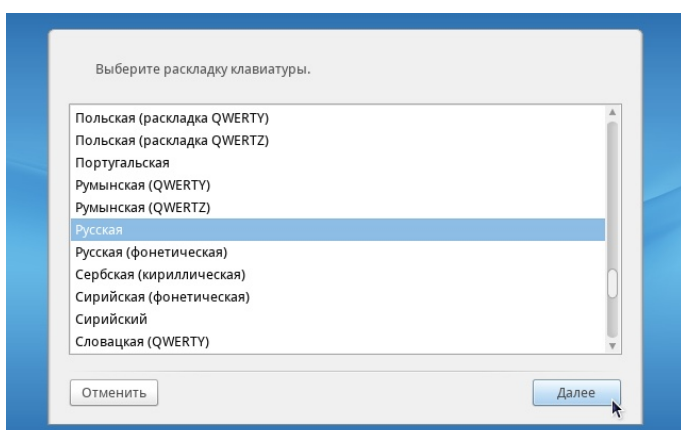 Выберите раскладку клавиатуры.
Польская (раскладка QWERTY)
Польская (раскладка QWERTZ)
Португальская
Румынская (QWERTY)
Румынская (QWERTZ)
Русская
Русская (фонетическая)
Сербская (кириллическая)
Сирийская (фонетическая)
Сирийский
Словацкая (QWERTY)
Отменить
Далее